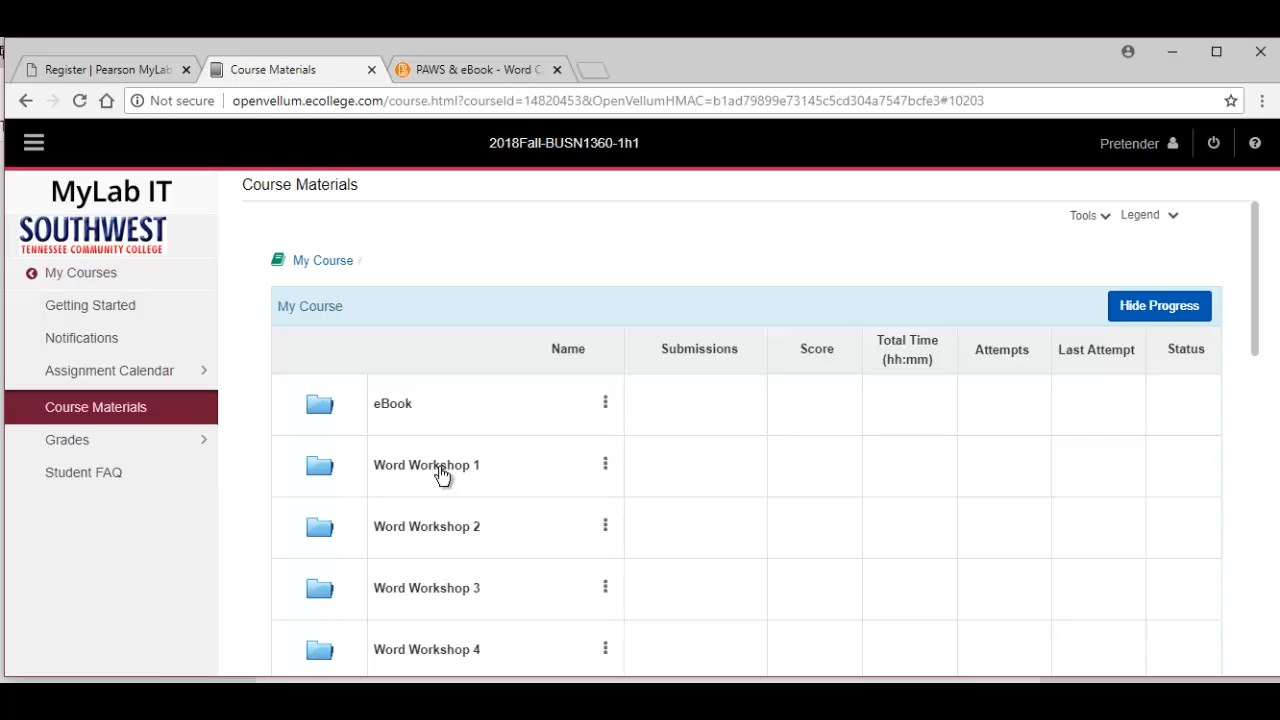 Register | Pearson MyLab
Course Materials
PAWS & eBook - Word C
Not secure
openvellum.ecollege.com/course.html?courseId=14820453&OpenVellumHMAC=b1ad79899e73145c5cd304a7547bcfe3#10203
2018Fall-BUSN1360-1h1
Pretender
MyLab IT
SOUTHWEST
TENNESSEE COMMUNITY COLLEGE
My Courses
Getting Started
Notifications
Assignment Calendar
Course Materials
Grades
Student FAQ
Course Materials
Tools
Legend
My Course /
My Course
Hide Progress
Name
Submissions
Score
Total Time
(hh:mm)
Attempts
Last Attempt
Status
eBook
Word Workshop 1
Word Workshop 2
Word Workshop 3
Word Workshop 4